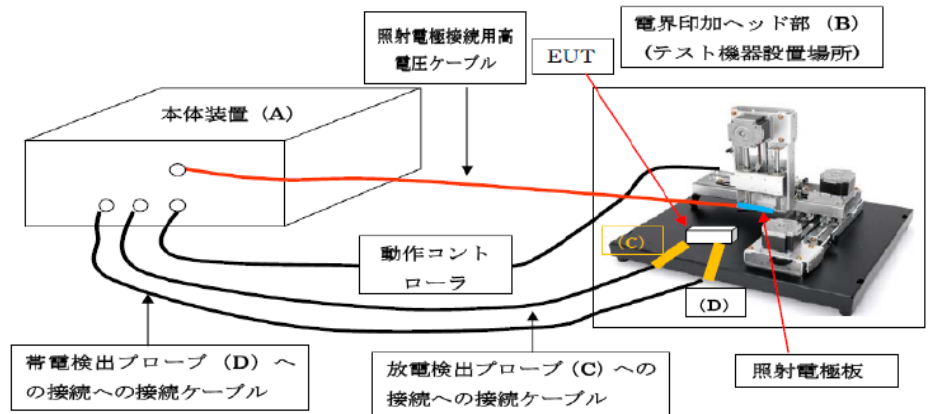 照射電極接続用高
電圧ケーブル
EUT
電界印加ヘッド部 (B)
(テスト機器設置場所)
本体装置 (A)
(C)
動作コント
ローラ
(D)
帯電検出プローブ (D) へ
の接続への接続ケーブル
放電検出プローブ (C) への
接続への接続ケーブル
照射電極板